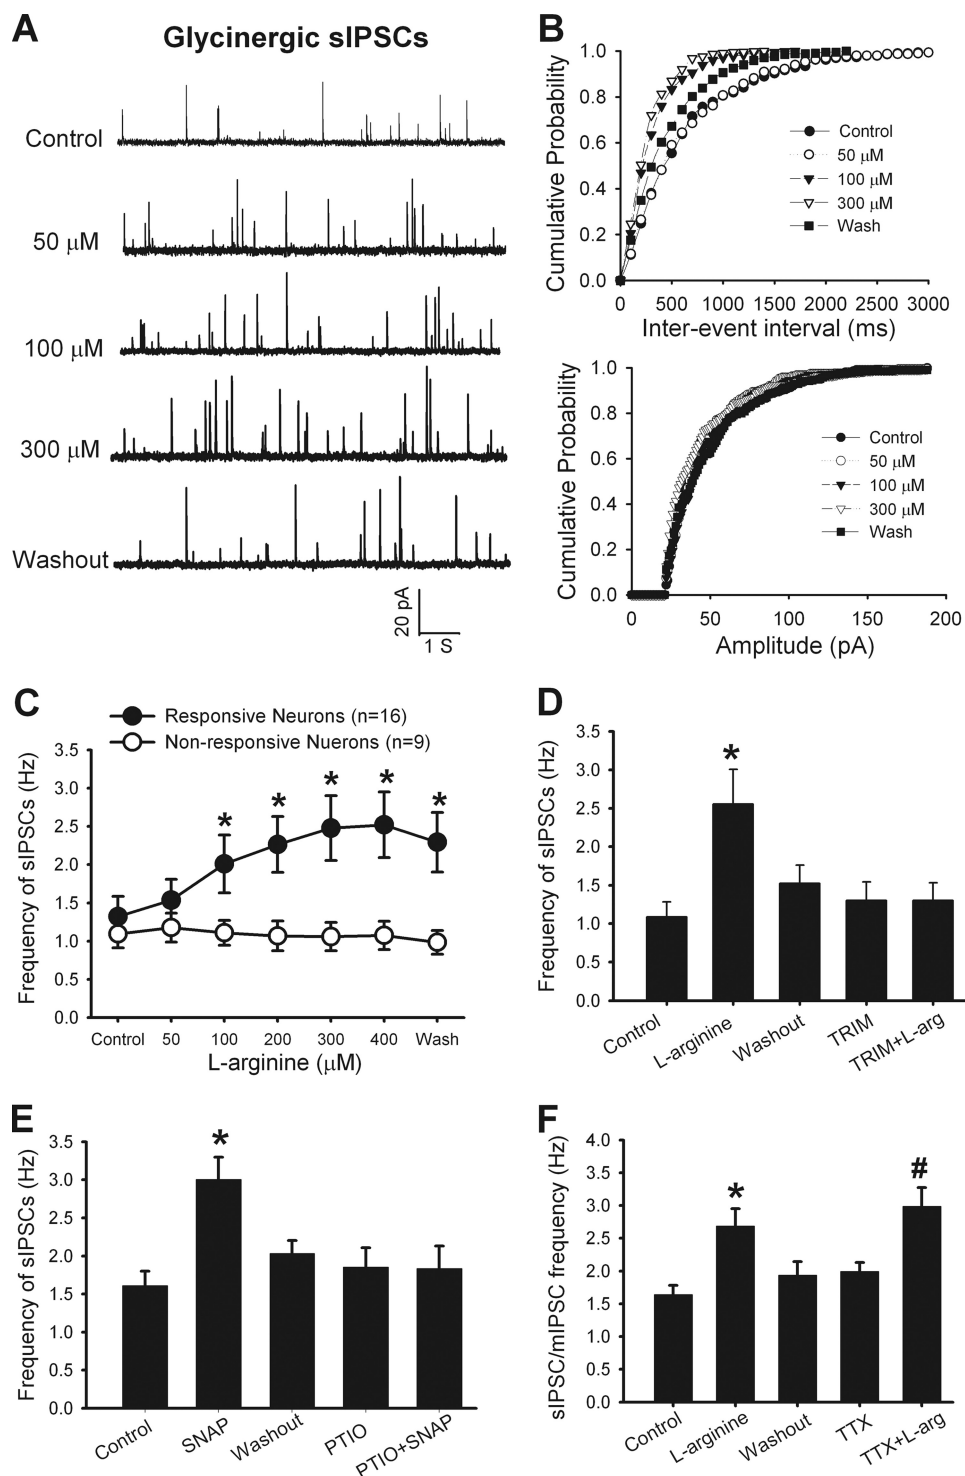 A
Glycinergic sIPSCs
Control
50 μM
100 μM
300 μM
Washout
20 pA
1 S
B
Cumulative Probability
1.0
0.8
0.6
0.4
0.2
0.0
Control
50 μM
100 μM
300 μM
Wash
0 500 1000 1500 2000 2500 3000
Inter-event interval (ms)
Cumulative Probability
1.0
0.8
0.6
0.4
0.2
0.0
Control
50 μM
100 μM
300 μM
Wash
0 50 100 150 200
Amplitude (pA)
C
Responsive Neurons (n=16)
Non-responsive Nuerons (n=9)
Frequency of sIPSCs (Hz)
3.5
3.0
2.5
2.0
1.5
1.0
0.5
0.0
* * * * *
Control 50 100 200 300 400 Wash
L-arginine (μM)
D
Frequency of sIPSCs (Hz)
3.5
3.0
2.5
2.0
1.5
1.0
0.5
0.0
*
Control L-arginine Washout TRIM TRIM+L-arg
E
Frequency of sIPSCs (Hz)
3.5
3.0
2.5
2.0
1.5
1.0
0.5
0.0
*
Control SNAP Washout PTIO PTIO+SNAP
F
sIPSC/mIPSC frequency (Hz)
4.0
3.5
3.0
2.5
2.0
1.5
1.0
0.5
0.0
* #
Control L-arginine Washout TTX TTX+L-arg